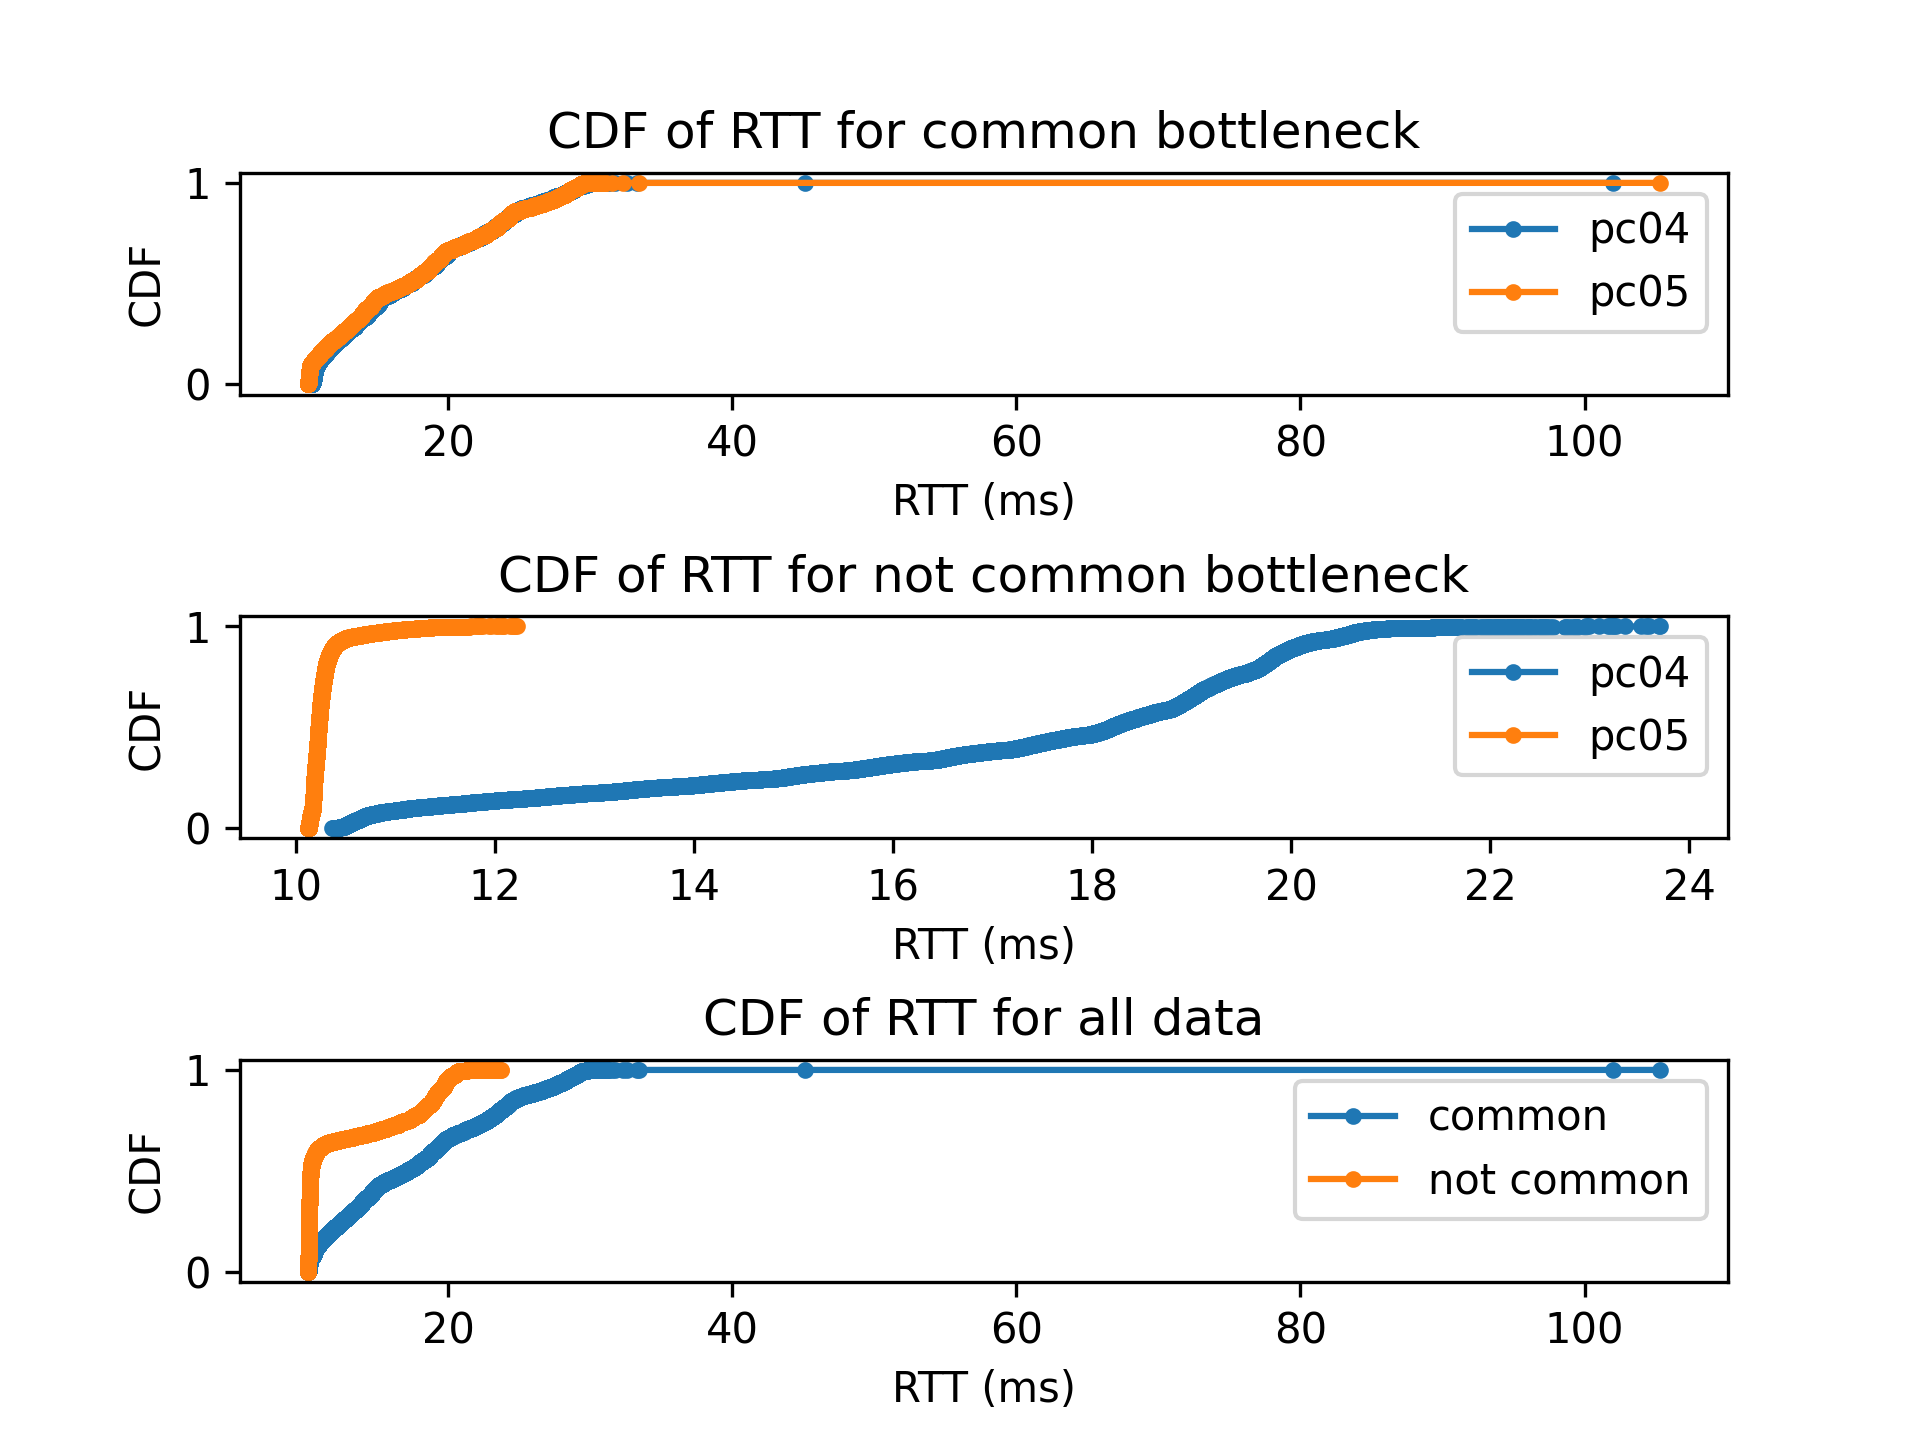 CDF of RTT for common bottleneck
1
CDF
0
pc04
pc05
20 40 60 80 100
RTT (ms)
CDF of RTT for not common bottleneck
1
CDF
0
pc04
pc05
10 12 14 16 18 20 22 24
RTT (ms)
CDF of RTT for all data
1
CDF
0
common
not common
20 40 60 80 100
RTT (ms)